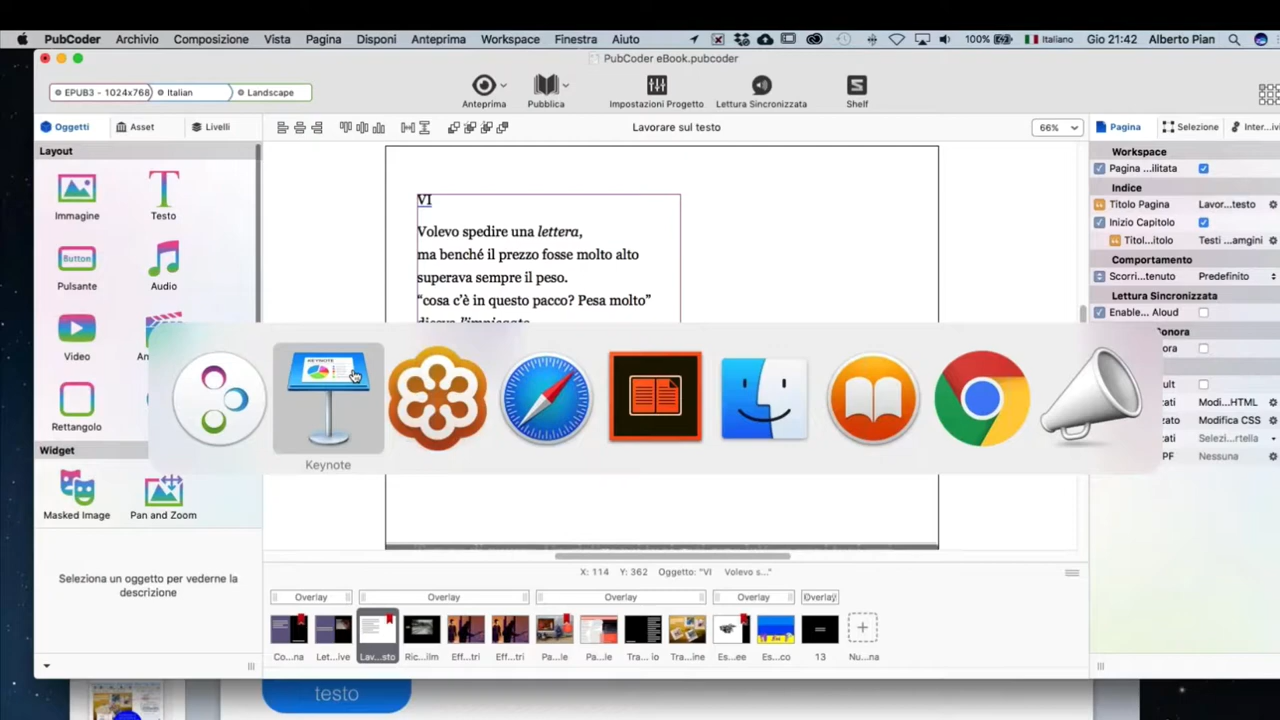 PubCoder Archivio Composizione Vista Pagina Disponi Anteprima Workspace Finestra Aiuto 100% Italiano Gio 21:42 Alberto Pian
PubCoder eBook.pubcoder
EPUB3 - 1024x768 Italian Landscape
Anteprima Pubblica Impostazioni Progetto Lettura Sincronizzata Shelf
Oggetti Asset Livelli
Lavorare sul testo
66%
Pagina Selezione Inter...ivi
Layout
Immagine Testo
Button
Pulsante Audio
Video
Rettangolo
Widget
Masked Image Pan and Zoom
Seleziona un oggetto per vederne la
descrizione
VI
Volevo spedire una lettera,
ma benché il prezzo fosse molto alto
superava sempre il peso.
“cosa c’è in questo pacco? Pesa molto”
KEYNOTE
Keynote
Workspace
Pagina ...ilitata
Indice
Titolo Pagina Lavor...testo
Inizio Capitolo
Titol...itolo Testi ...amgini
Comportamento
Scorri...tenuto Predefinito
Lettura Sincronizzata
Enable... Aloud
Modi...HTML
Modifica CSS
Selezi...rtella
Nessuna
X: 114 Y: 362 Oggetto: "VI Volevo s..."
Overlay Overlay Overlay Overlay Overlay
Co...na Let...ive Lav...sto Ric...ilm Eff...tri Eff...tri Pa...le Pa...le Tra... io Tra...ine Es...ee Es...co 13 Nu...na
testo